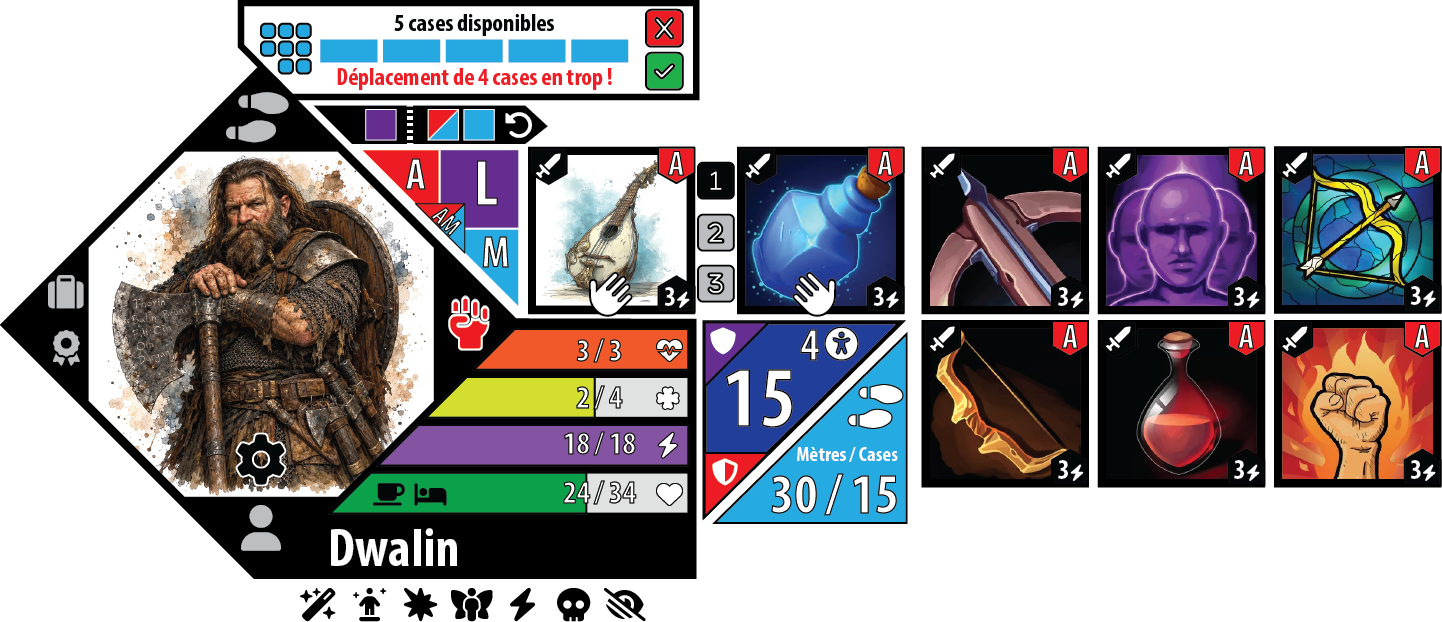 5 cases disponibles
Déplacement de 4 cases en trop !
A
L
AM
M
A
3
1
2
3
A
3
A
3
A
3
A
3
A
3
A
3
A
3
3 / 3
2 / 4
18 / 18
24 / 34
4
15
Mètres / Cases
30 / 15
Dwalin